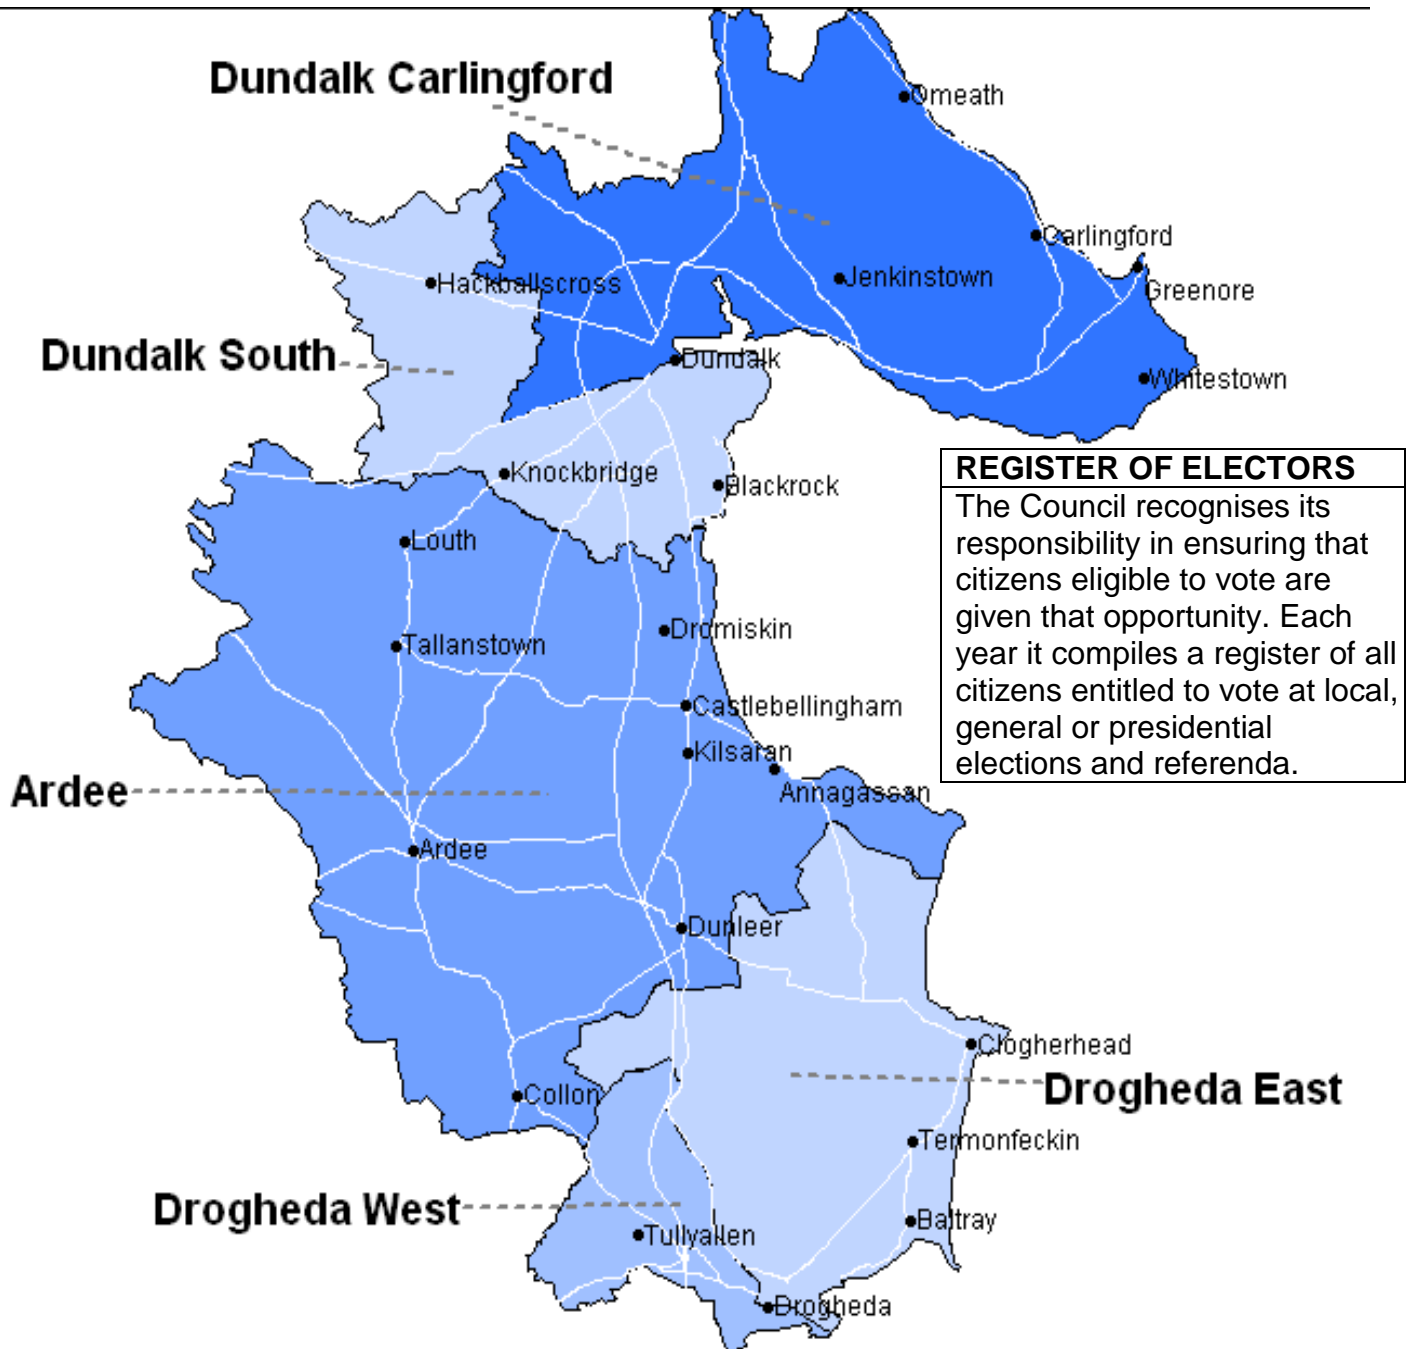 Dundalk Carlingford
Omeath
Carlingford
Jenkinstown
Hackballscross
Greenore
Dundalk South
Dundalk
Whitestown
Knockbridge
Blackrock
REGISTER OF ELECTORS
The Council recognises its
responsibility in ensuring that
citizens eligible to vote are
given that opportunity. Each
year it compiles a register of all
citizens entitled to vote at local,
general or presidential
elections and referenda.
Louth
Dromiskin
Tallanstown
Castlebellingham
Kilsaran
Ardee
Annagassan
Ardee
Dunleer
Clogherhead
Drogheda East
Collon
Termonfeckin
Drogheda West
Baltray
Tullyallen
Drogheda